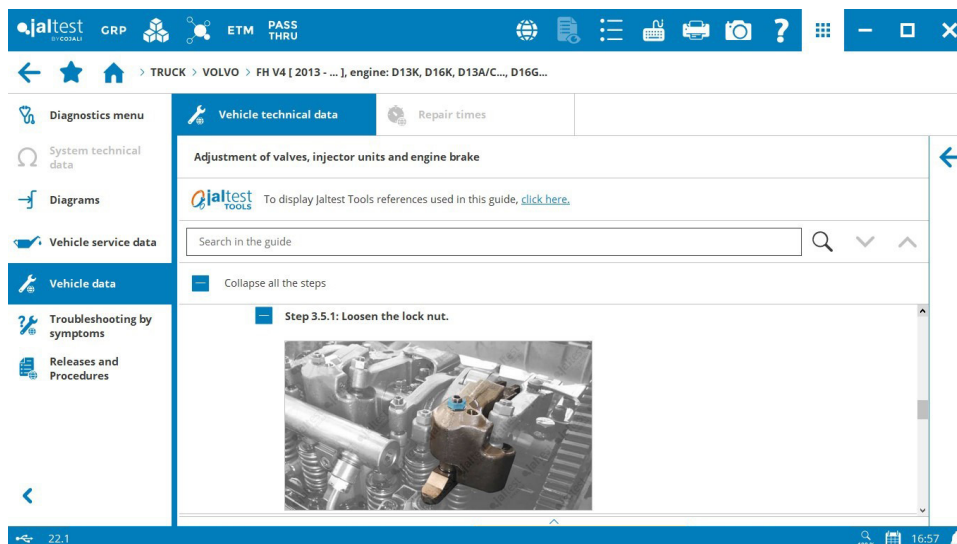 jaltest
BY COJALI
GRP
ETM
PASS
THRU
> TRUCK > VOLVO > FH V4 [ 2013 - ... ], engine: D13K, D16K, D13A/C..., D16G...
Diagnostics menu
System technical
data
Diagrams
Vehicle service data
Vehicle data
Troubleshooting by
symptoms
Releases and
Procedures
Vehicle technical data
Repair times
Adjustment of valves, injector units and engine brake
jaltest
TOOLS
To display Jaltest Tools references used in this guide, click here.
Search in the guide
Collapse all the steps
Step 3.5.1: Loosen the lock nut.
22.1
16:57